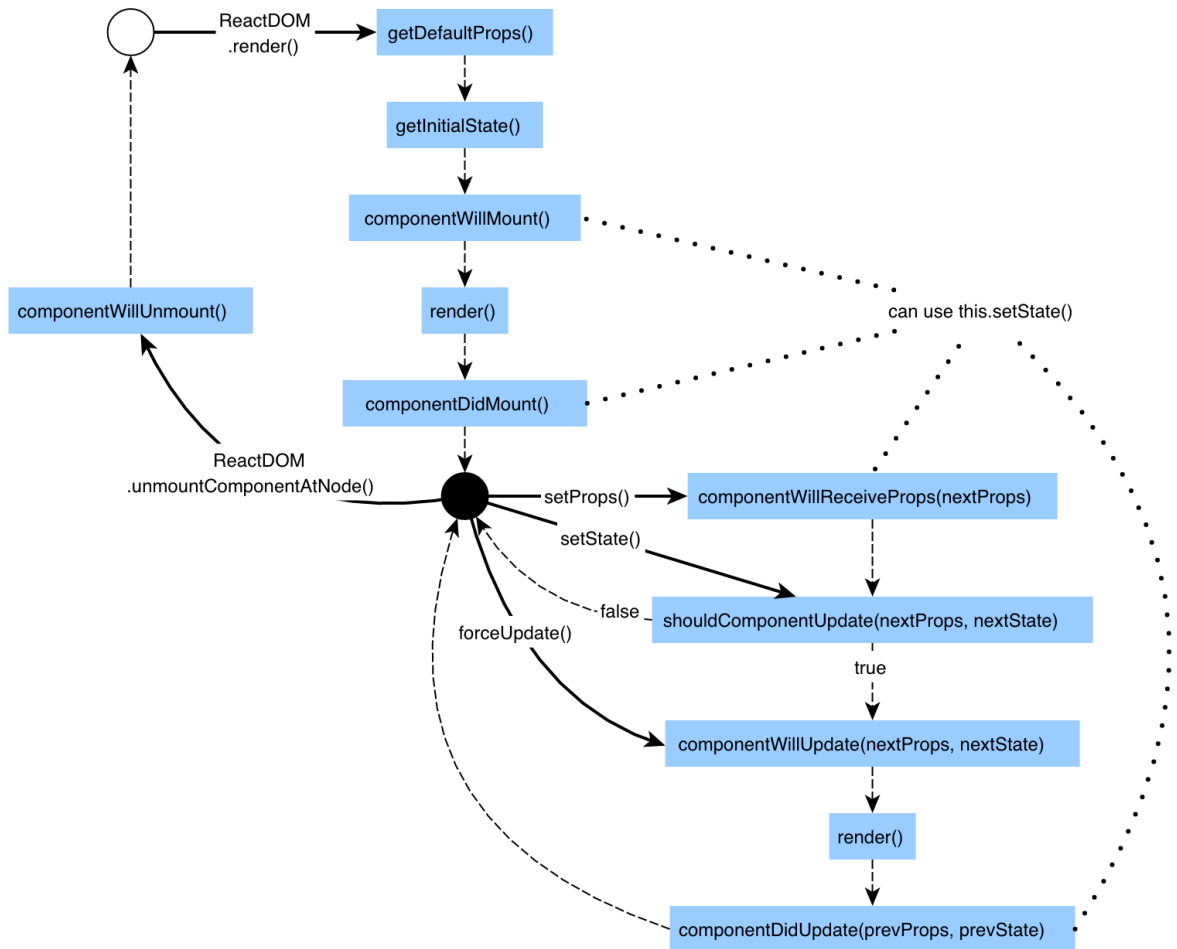 ReactDOM
.render()
getDefaultProps()
getInitialState()
componentWillMount()
componentWillUnmount()
render()
can use this.setState()
componentDidMount()
ReactDOM
.unmountComponentAtNode()
setProps()
componentWillReceiveProps(nextProps)
setState()
false
shouldComponentUpdate(nextProps, nextState)
forceUpdate()
true
componentWillUpdate(nextProps, nextState)
render()
componentDidUpdate(prevProps, prevState)